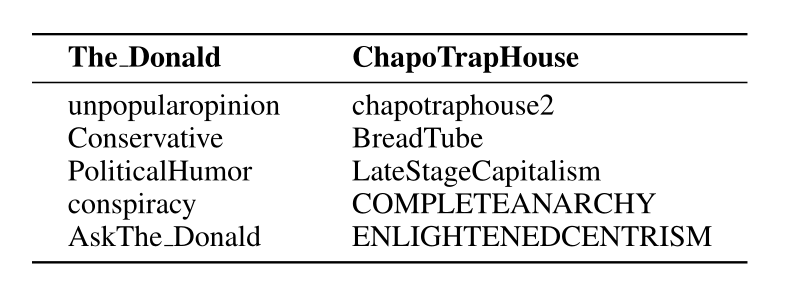 The_Donald ChapoTrapHouse
unpopularopinion chapotraphouse2
Conservative BreadTube
PoliticalHumor LateStageCapitalism
conspiracy COMPLETEANARCHY
AskThe_Donald ENLIGHTENEDCENTRISM